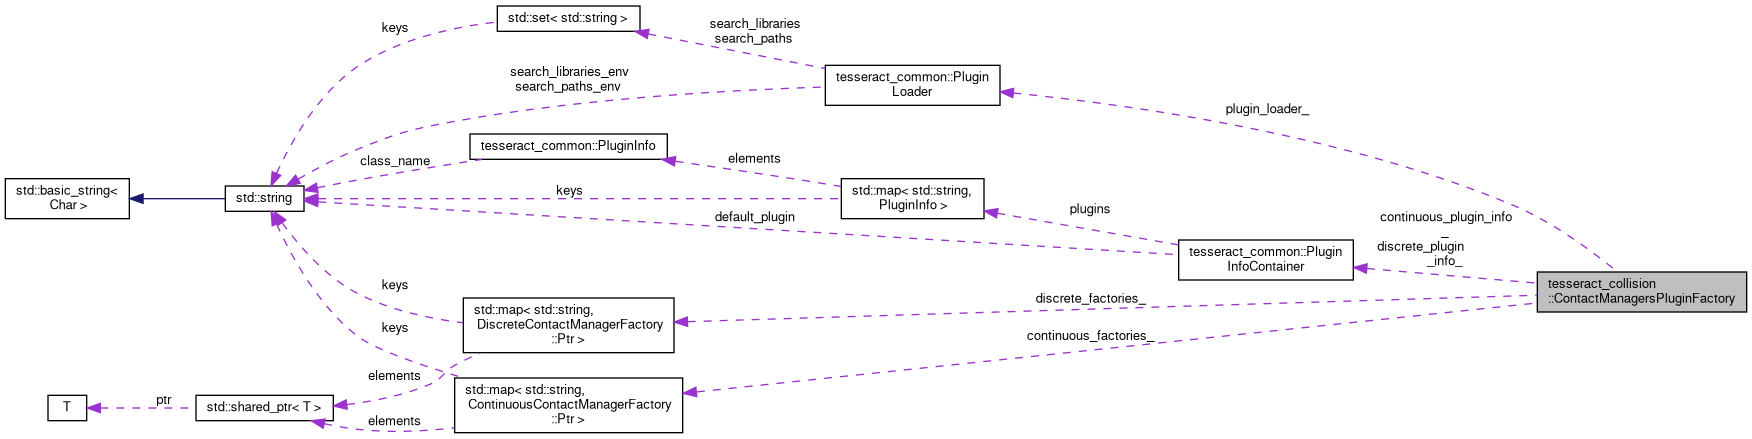 std::set< std::string >
keys
search_libraries
search_paths
search_libraries_env
search_paths_env
tesseract_common::Plugin
Loader
plugin_loader_
tesseract_common::PluginInfo
class_name
elements
std::basic_string<
Char >
std::string
keys
std::map< std::string,
PluginInfo >
default_plugin
plugins
continuous_plugin_info
_
discrete_plugin
_info_
tesseract_common::Plugin
InfoContainer
tesseract_collision
::ContactManagersPluginFactory
keys
std::map< std::string,
DiscreteContactManagerFactory
::Ptr >
discrete_factories_
keys
continuous_factories_
elements
std::map< std::string,
ContinuousContactManagerFactory
::Ptr >
T
ptr
std::shared_ptr< T >
elements